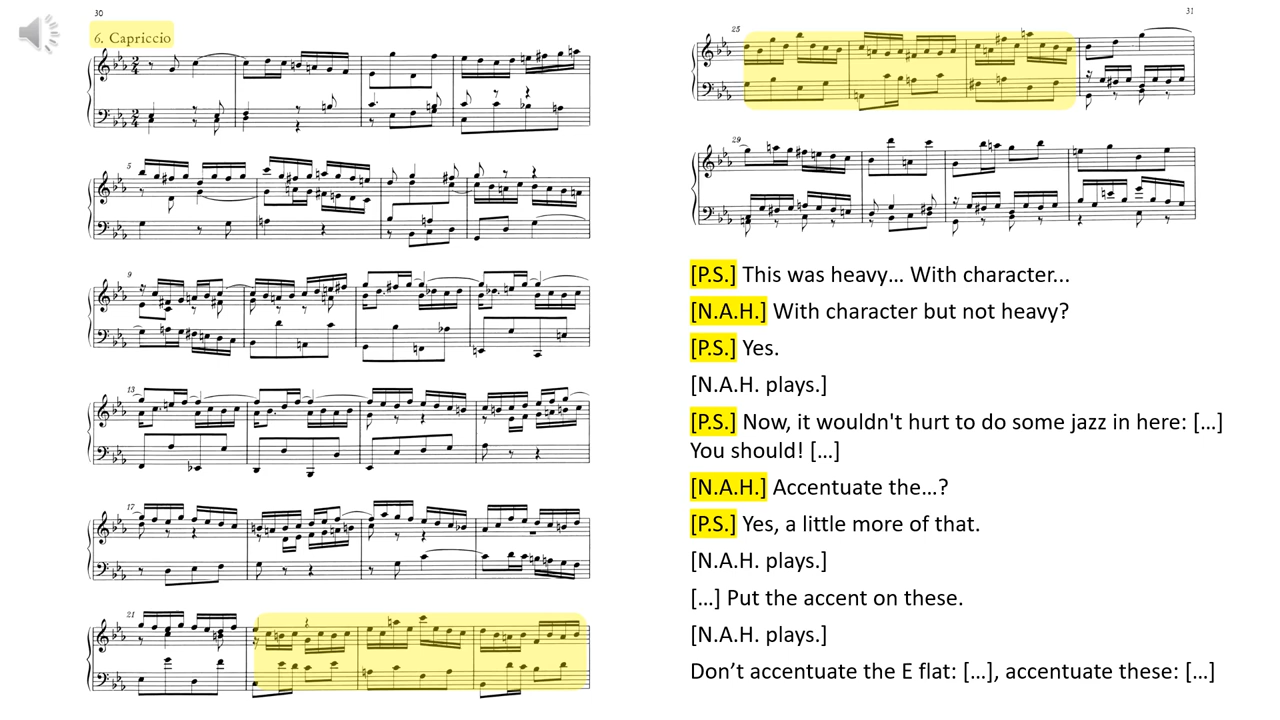 30
6. Capriccio
5
9
13
17
21
31
25
29
[P.S.] This was heavy… With character...
[N.A.H.] With character but not heavy?
[P.S.] Yes.
[N.A.H. plays.]
[P.S.] Now, it wouldn't hurt to do some jazz in here: […]
You should! […]
[N.A.H.] Accentuate the…?
[P.S.] Yes, a little more of that.
[N.A.H. plays.]
[…] Put the accent on these.
[N.A.H. plays.]
Don’t accentuate the E flat: […], accentuate these: […]